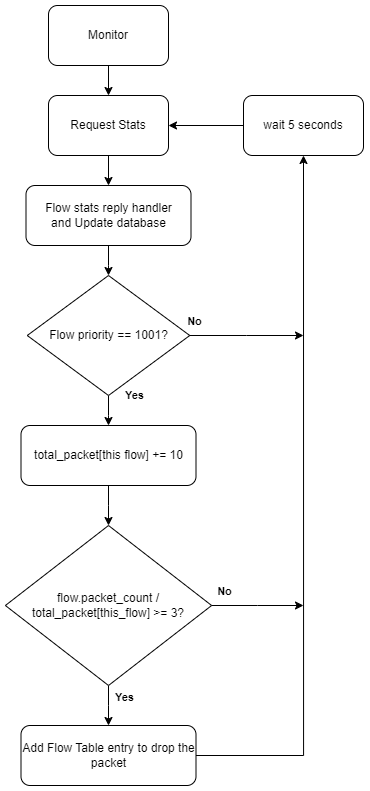 Monitor
Request Stats
wait 5 seconds
Flow stats reply handler
and Update database
Flow priority == 1001?
No
Yes
total_packet[this flow] += 10
flow.packet_count /
total_packet[this_flow] >= 3?
No
Yes
Add Flow Table entry to drop the
packet